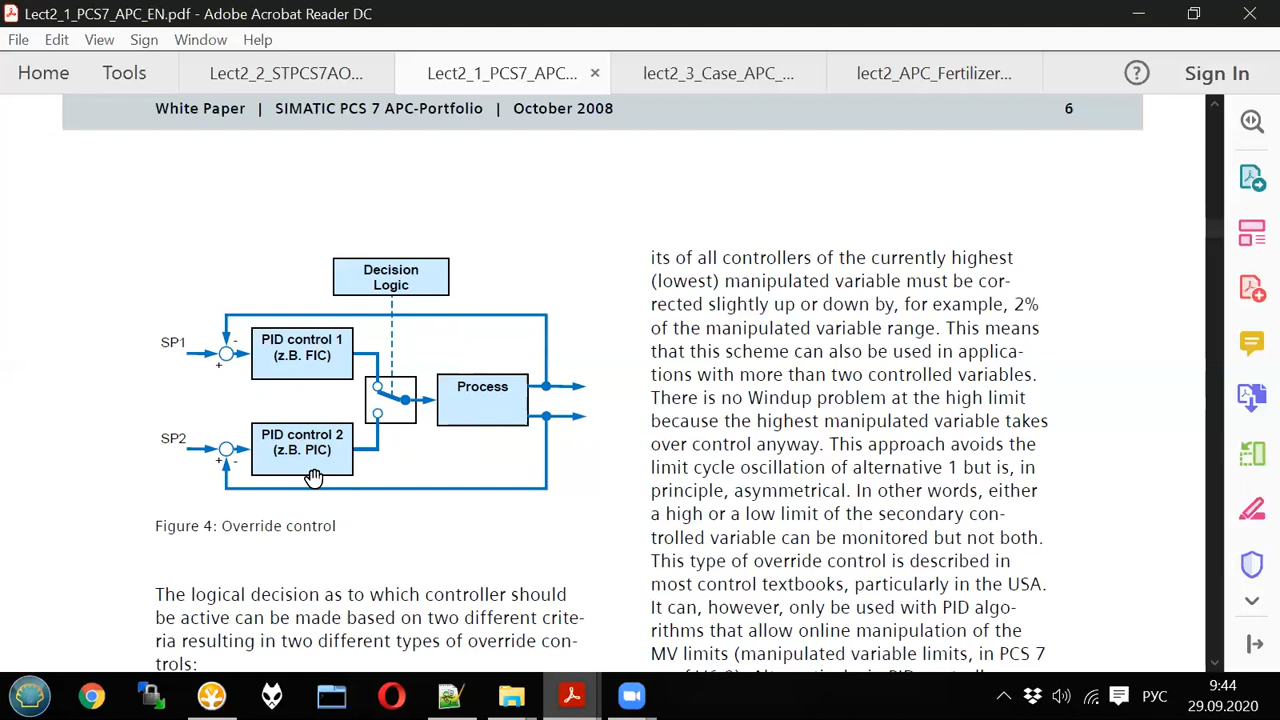 Lect2_1_PCS7_APC_EN.pdf - Adobe Acrobat Reader DC
File Edit View Sign Window Help
Home Tools Lect2_2_STPCS7AO... Lect2_1_PCS7_APC... × lect2_3_Case_APC_... lect2_APC_Fertilizer... Sign In
White Paper | SIMATIC PCS 7 APC-Portfolio | October 2008 6
Decision
Logic
SP1
PID control 1
(z.B. FIC)
- 
+
Process
SP2
PID control 2
(z.B. PIC)
+ -
Figure 4: Override control
The logical decision as to which controller should
be active can be made based on two different crite-
ria resulting in two different types of override con-
trols:
its of all controllers of the currently highest
(lowest) manipulated variable must be cor-
rected slightly up or down by, for example, 2%
of the manipulated variable range. This means
that this scheme can also be used in applica-
tions with more than two controlled variables.
There is no Windup problem at the high limit
because the highest manipulated variable takes
over control anyway. This approach avoids the
limit cycle oscillation of alternative 1 but is, in
principle, asymmetrical. In other words, either
a high or a low limit of the secondary con-
trolled variable can be monitored but not both.
This type of override control is described in
most control textbooks, particularly in the USA.
It can, however, only be used with PID algo-
rithms that allow online manipulation of the
MV limits (manipulated variable limits, in PCS 7
РУС
9:44
29.09.2020